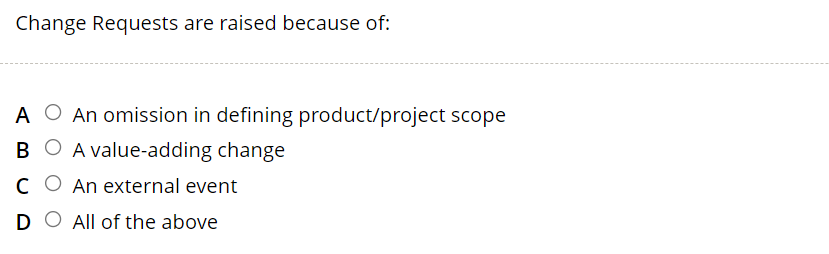 Change Requests are raised because of:
A An omission in defining product/project scope
B A value-adding change
C An external event
D All of the above